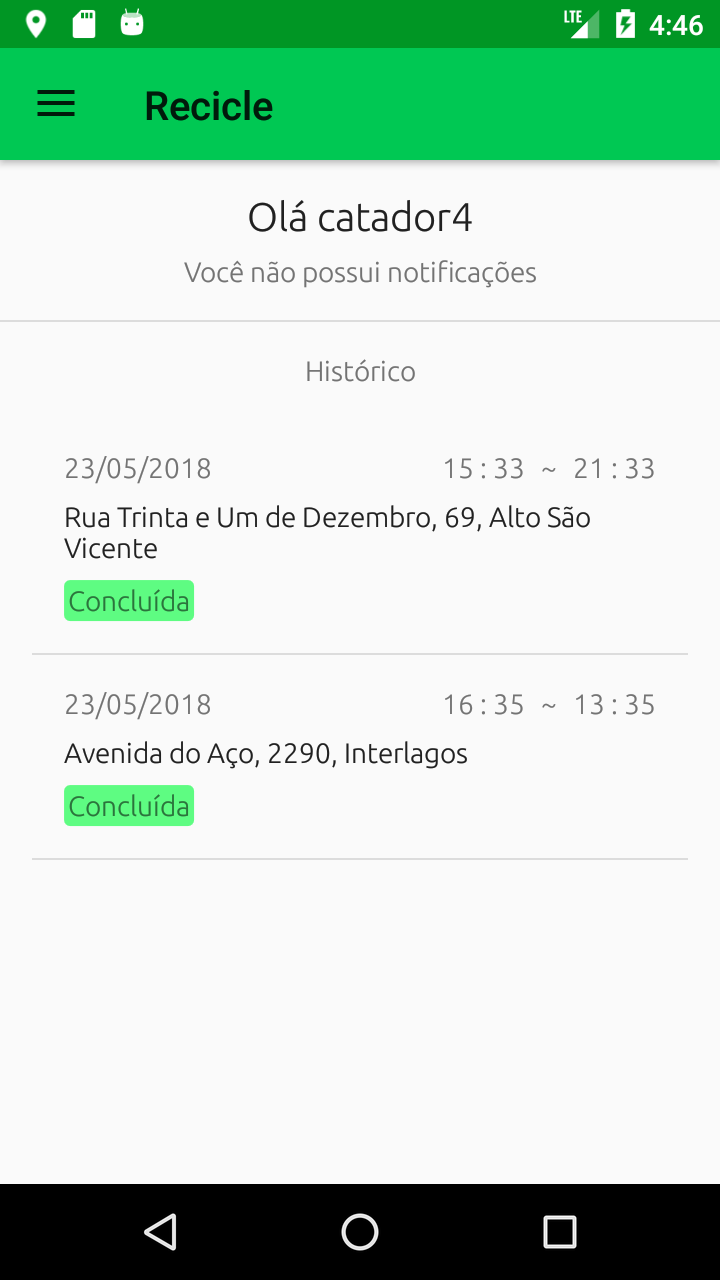 LTE 4:46
Recicle
Olá catador4
Você não possui notificações
Histórico
23/05/2018 15:33 ~ 21:33
Rua Trinta e Um de Dezembro, 69, Alto São
Vicente
Concluída
23/05/2018 16:35 ~ 13:35
Avenida do Aço, 2290, Interlagos
Concluída